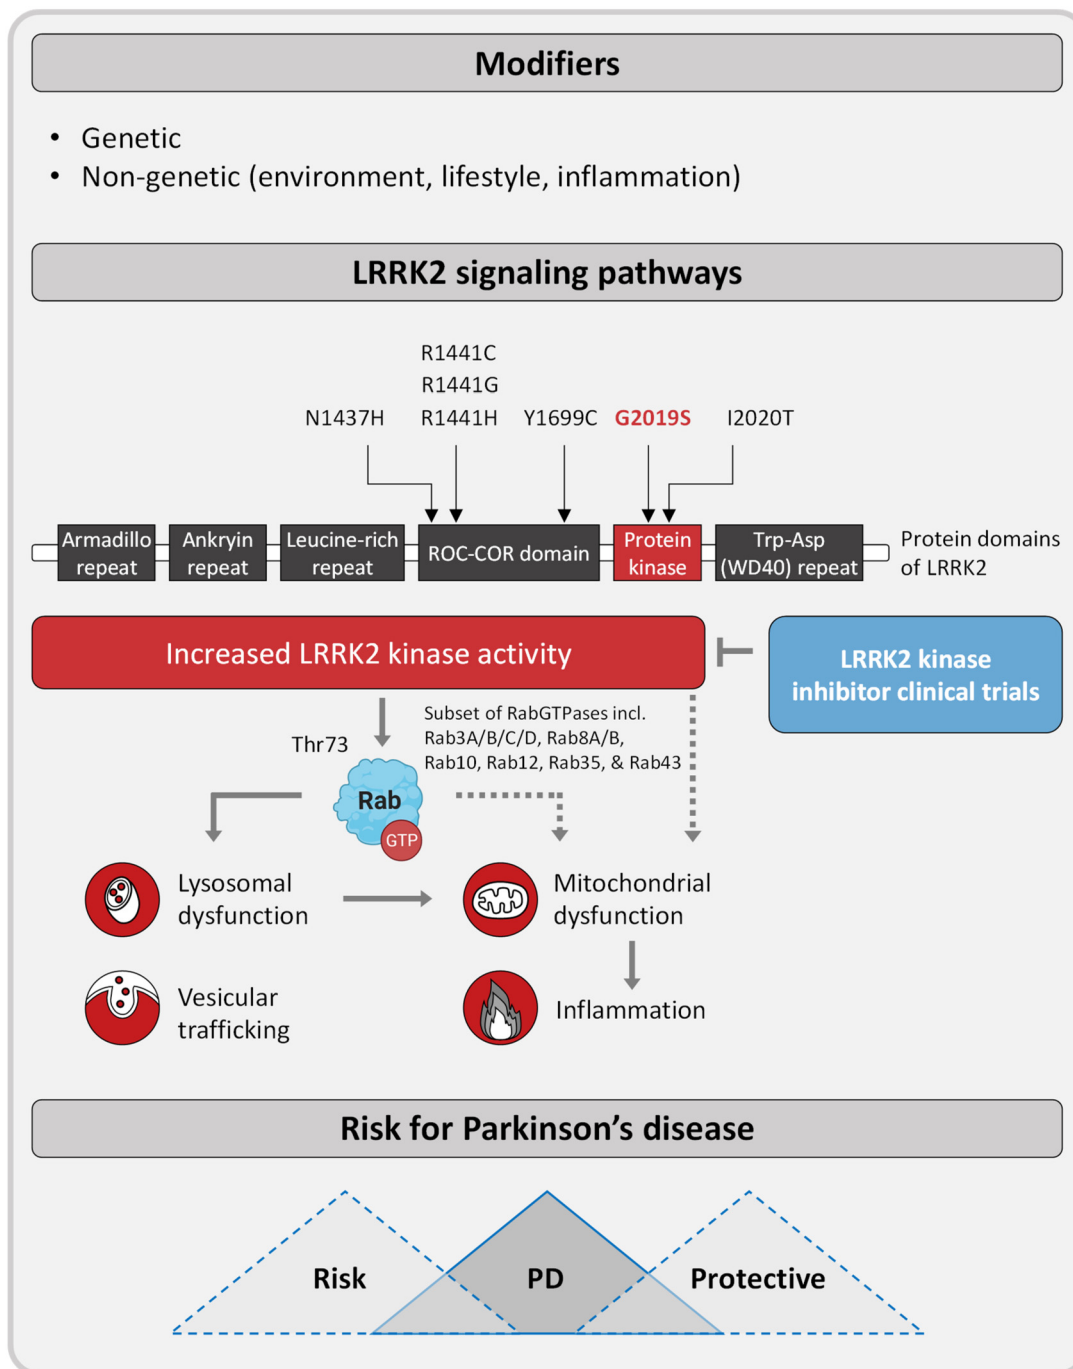 Modifiers
• Genetic
• Non-genetic (environment, lifestyle, inflammation)
LRRK2 signaling pathways
R1441C
R1441G
N1437H R1441H Y1699C G2019S I2020T
Armadillo
repeat
Ankryin
repeat
Leucine-rich
repeat
ROC-COR domain
Protein
kinase
Trp-Asp
(WD40) repeat
Protein domains
of LRRK2
Increased LRRK2 kinase activity
LRRK2 kinase
inhibitor clinical trials
Thr73
Subset of RabGTPases incl.
Rab3A/B/C/D, Rab8A/B,
Rab10, Rab12, Rab35, & Rab43
Rab
GTP
Lysosomal
dysfunction
Mitochondrial
dysfunction
Vesicular
trafficking
Inflammation
Risk for Parkinson's disease
Risk
PD
Protective